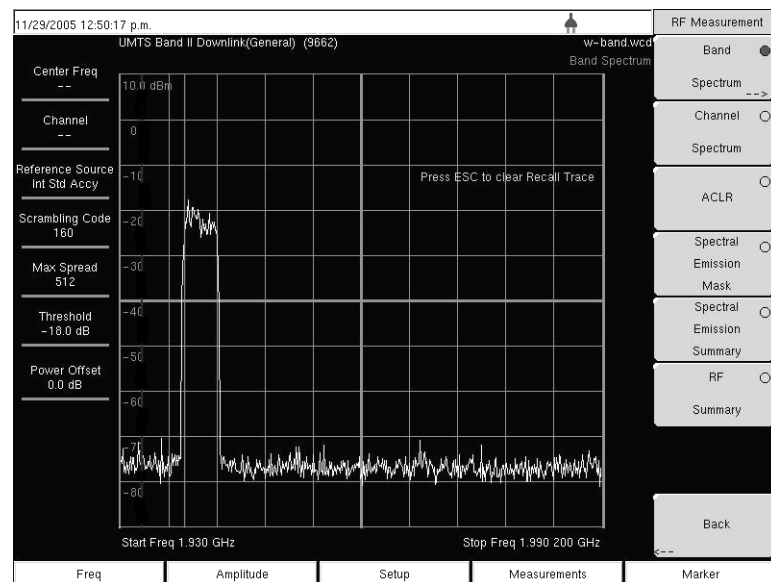 11/29/2005 12:50:17 p.m.
RF Measurement
UMTS Band II Downlink(General) (9662)
w-band.wcd
Band Spectrum
Center Freq
--
Channel
--
Reference Source
Int Std Accy
Scrambling Code
160
Max Spread
512
Threshold
-18.0 dB
Power Offset
0.0 dB
10.0 dBm
0
-10
-20
-30
-40
-50
-60
-80
Press ESC to clear Recall Trace
Start Freq 1.930 GHz
Stop Freq 1.990 200 GHz
Band
Spectrum
-->
Channel
Spectrum
ACLR
Spectral
Emission
Mask
Spectral
Emission
Summary
RF
Summary
Back
<--
Freq
Amplitude
Setup
Measurements
Marker